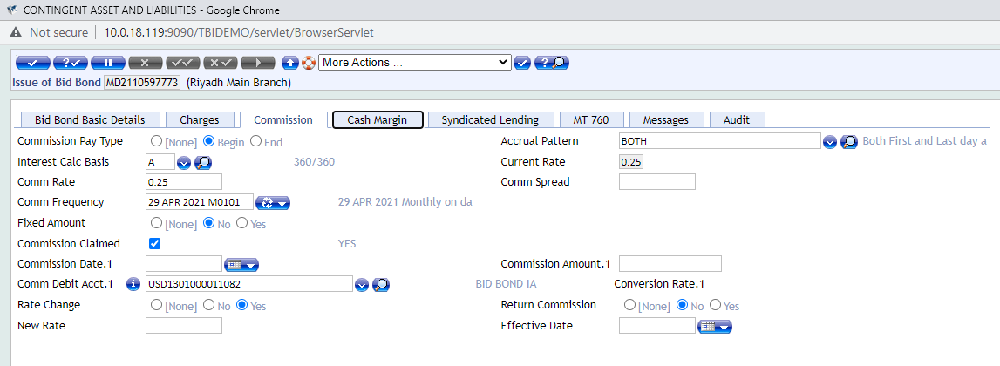 CONTINGENT ASSET AND LIABILITIES - Google Chrome
Not secure | 10.0.18.119:9090/TBIDEMO/servlet/BrowserServlet
More Actions ...
Issue of Bid Bond MD2110597773 (Riyadh Main Branch)
Bid Bond Basic Details Charges Commission Cash Margin Syndicated Lending MT 760 Messages Audit
Commission Pay Type [None] Begin End Accrual Pattern BOTH Both First and Last day a
Interest Calc Basis A 360/360 Current Rate 0.25
Comm Rate 0.25 Comm Spread
Comm Frequency 29 APR 2021 M0101 29 APR 2021 Monthly on da
Fixed Amount [None] No Yes
Commission Claimed YES
Commission Date.1 Commission Amount.1
Comm Debit Acct.1 USD1301000011082 BID BOND IA Conversion Rate.1
Rate Change [None] No Yes Return Commission [None] No Yes
New Rate Effective Date